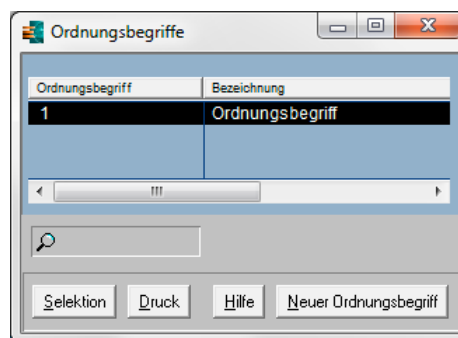 Ordnungsbegriffe
Ordnungsbegriff Bezeichnung
1 Ordnungsbegriff
Selektion Druck Hilfe Neuer Ordnungsbegriff